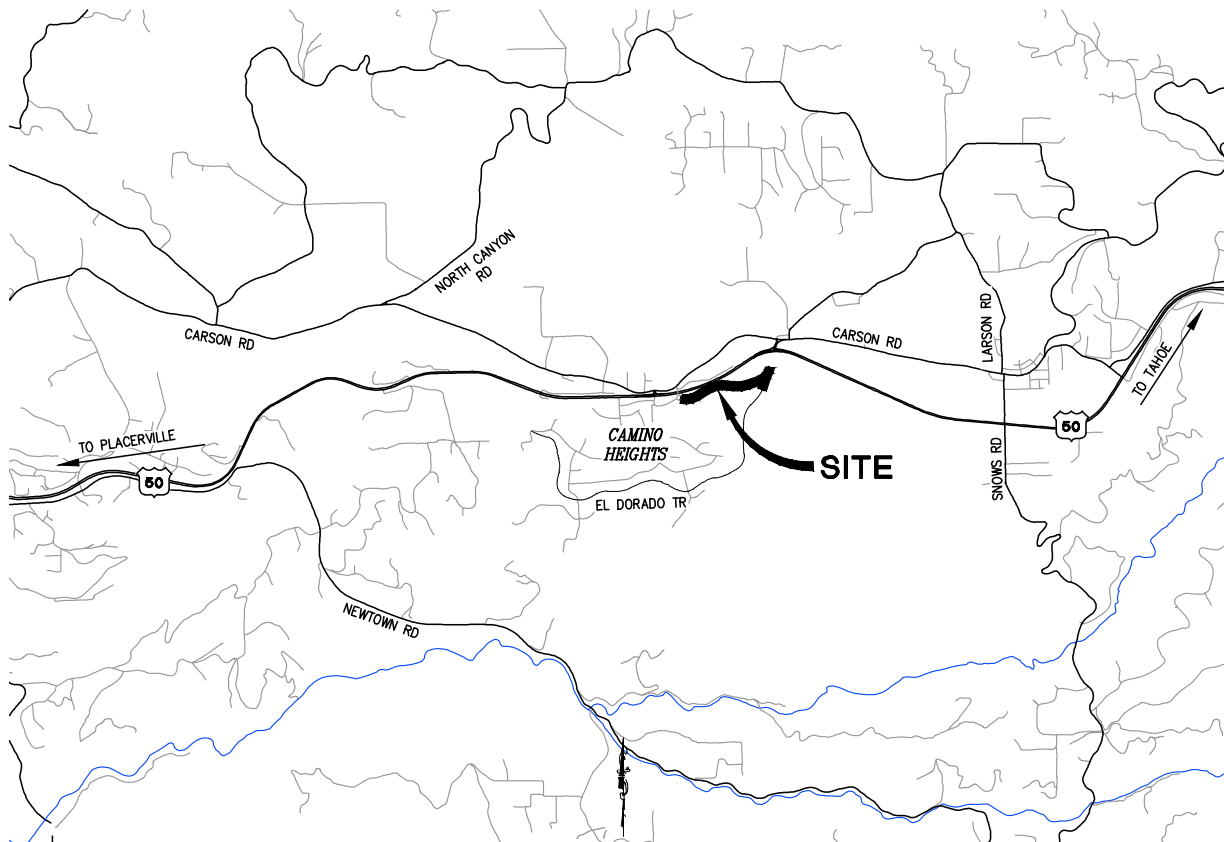 NORTH CANYON
RD
CARSON RD
CARSON RD
LARSON RD
TO TAHOE
50
TO PLACERVILLE
50
CAMINO
HEIGHTS
SITE
SNOWS RD
EL DORADO TR
NEWTOWN RD